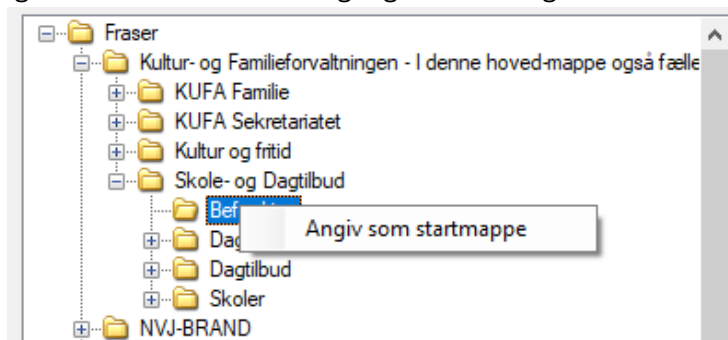 Fraser
Kultur- og Familieforvaltningen - I denne hoved-mappe også fælle
KUFA Familie
KUFA Sekretariatet
Kultur og fritid
Skole- og Dagtilbud
Angiv som startmappe
Dagtilbud
Skoler
NVJ-BRAND